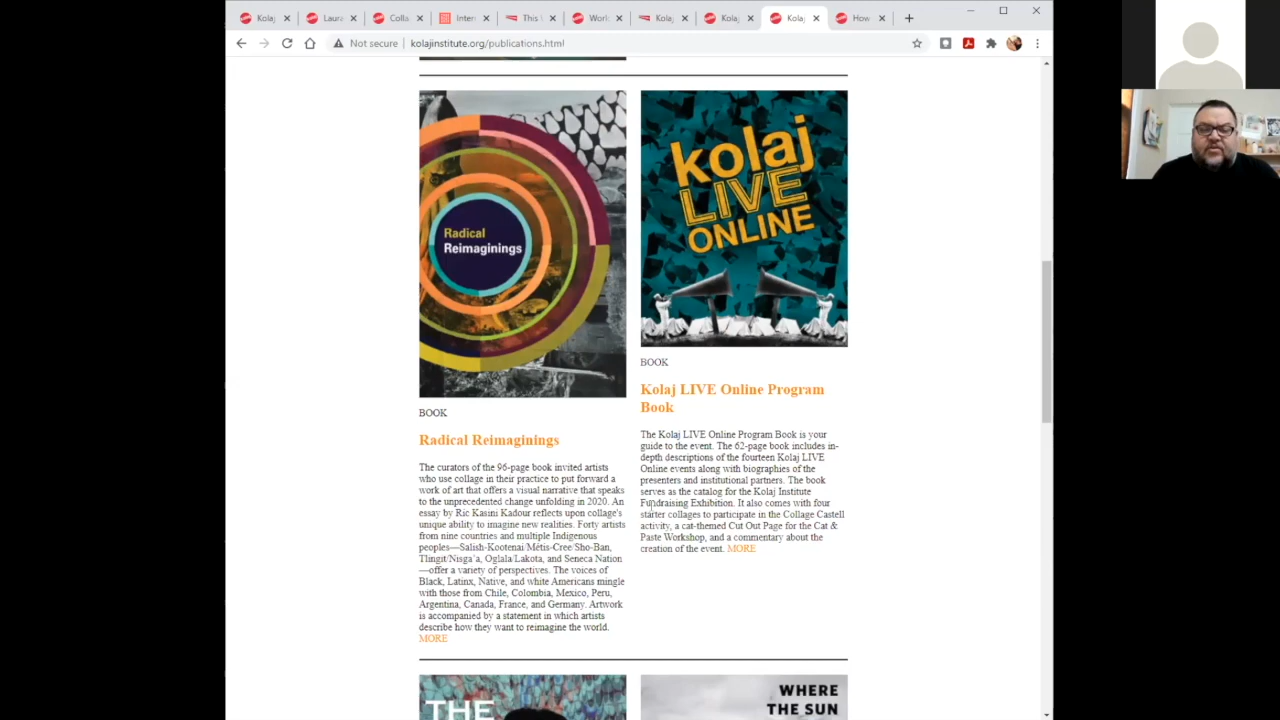 Kolaj
Laura
Colla
Inter
This \
Worl
Kolaj
Kolaj
Kolaj
How
Not secure
kolajinstitute.org/publications.html
Radical
Reimaginings
BOOK
Radical Reimaginings
The curators of the 96-page book invited artists
who use collage in their practice to put forward a
work of art that offers a visual narrative that speaks
to the unprecedented change unfolding in 2020. An
essay by Ric Kasini Kadour reflects upon collage's
unique ability to imagine new realities. Forty artists
from nine countries and multiple Indigenous
peoples—Salish-Kootenai/Métis-Cree/Sho-Ban,
Tlingit/Nisga'a, Oglala/Lakota, and Seneca Nation
—offer a variety of perspectives. The voices of
Black, Latinx, Native, and white Americans mingle
with those from Chile, Colombia, Mexico, Peru,
Argentina, Canada, France, and Germany. Artwork
is accompanied by a statement in which artists
describe how they want to reimagine the world.
MORE
kolaj
LIVE
ONLINE
BOOK
Kolaj LIVE Online Program
Book
The Kolaj LIVE Online Program Book is your
guide to the event. The 62-page book includes in-
depth descriptions of the fourteen Kolaj LIVE
Online events along with biographies of the
presenters and institutional partners. The book
serves as the catalog for the Kolaj Institute
Fundraising Exhibition. It also comes with four
starter collages to participate in the Collage Castell
activity, a cat-themed Cut Out Page for the Cat &
Paste Workshop, and a commentary about the
creation of the event. MORE
THE
WHERE
THE SUN